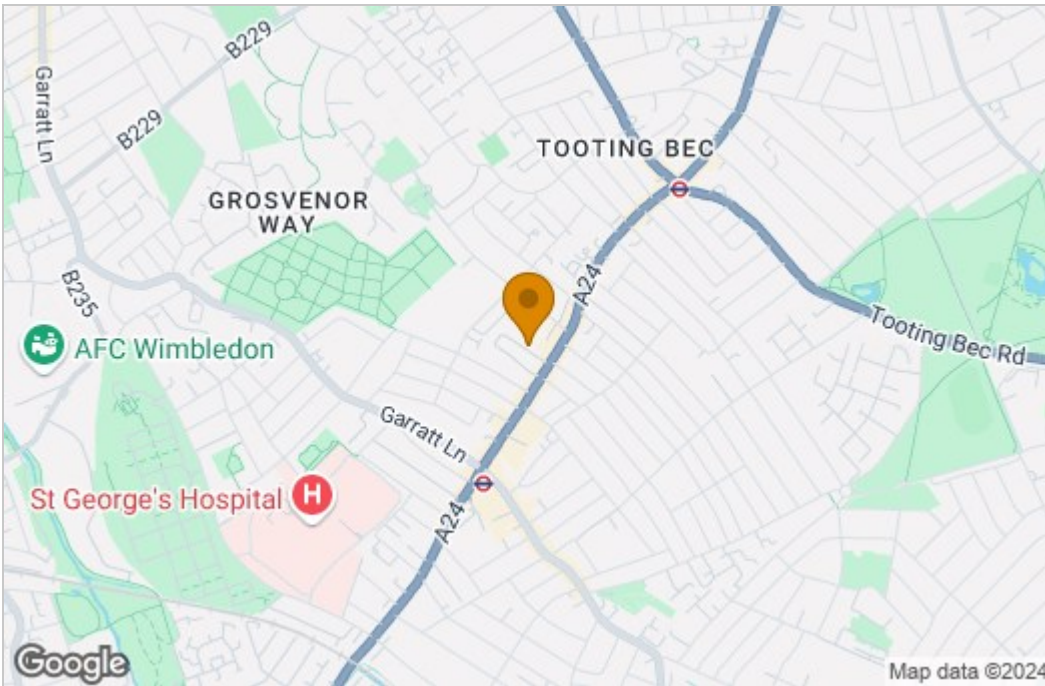 B229
Garratt Ln
B229
TOOTING BEC
GROSVENOR
WAY
A24
B235
AFC Wimbledon
Tooting Bec Rd
Garratt Ln
St George's Hospital
H
A24
Google
Map data ©2024